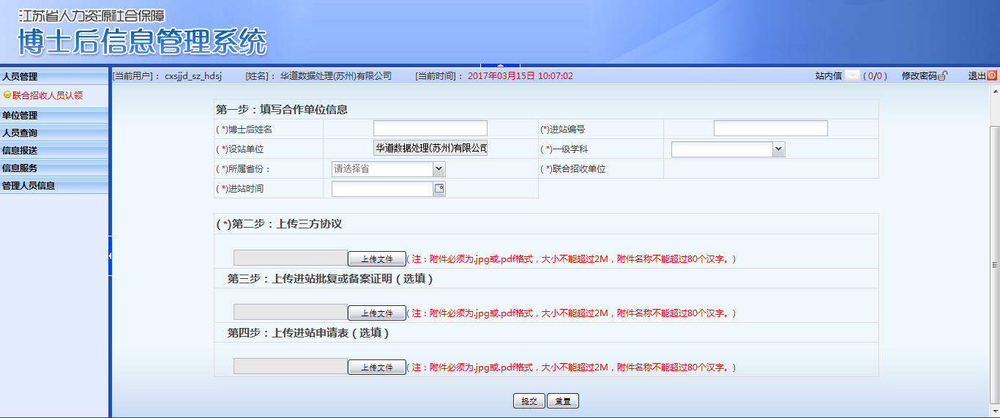 江苏省人力资源社会保障
博士后信息管理系统
人员管理
联合招收人员认领
单位管理
人员查询
信息报送
信息服务
管理人员信息
[当前用户]： cxsjjd_sz_hdsj [姓名]： 华道数据处理(苏州)有限公司 [当前时间]： 2017年03月15日 10:07:02 站内信 ( 0/0 ) 修改密码 退出
第一步：填写合作单位信息
( *)博士后姓名 (*)进站编号
( *)设站单位 华道数据处理(苏州)有限公司 ( *)一级学科
( *)所属省份： 请选择省 ( *)联合招收单位
( *)进站时间
( *)第二步：上传三方协议
上传文件 ( 注：附件必须为.jpg或.pdf格式，大小不能超过2M，附件名称不能超过80个汉字。)
第三步：上传进站批复或备案证明（选填）
上传文件 ( 注：附件必须为.jpg或.pdf格式，大小不能超过2M，附件名称不能超过80个汉字。)
第四步：上传进站申请表（选填）
上传文件 ( 注：附件必须为.jpg或.pdf格式，大小不能超过2M，附件名称不能超过80个汉字。)
提交 重置